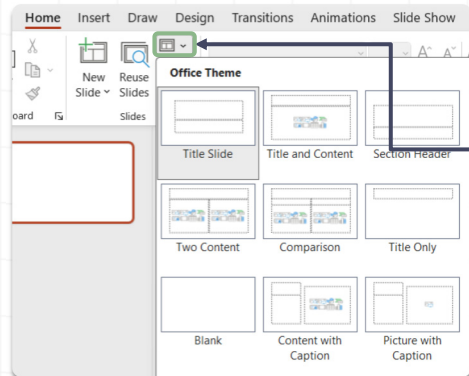 Home Insert Draw Design Transitions Animations Slide Show
New Slide
Reuse Slides
oard
Slides
Office Theme
Title Slide
Title and Content
Section Header
Two Content
Comparison
Title Only
Blank
Content with
Caption
Picture with
Caption